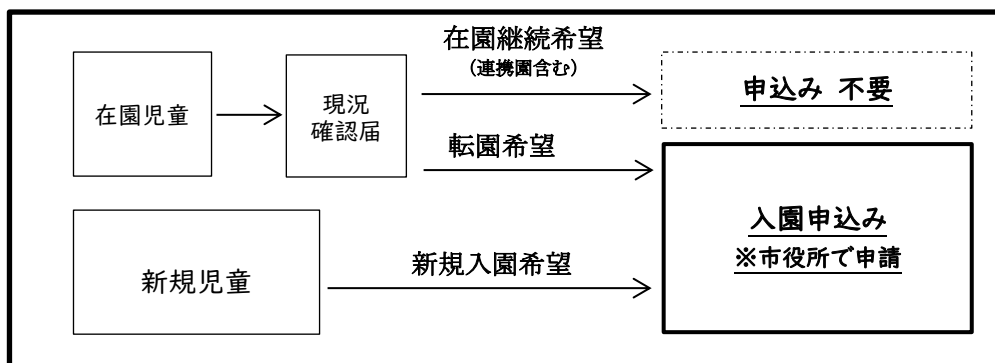 在園継続希望
(連携園含む)
在園児童
現況
確認届
申込み 不要
転園希望
入園申込み
※市役所で申請
新規児童
新規入園希望